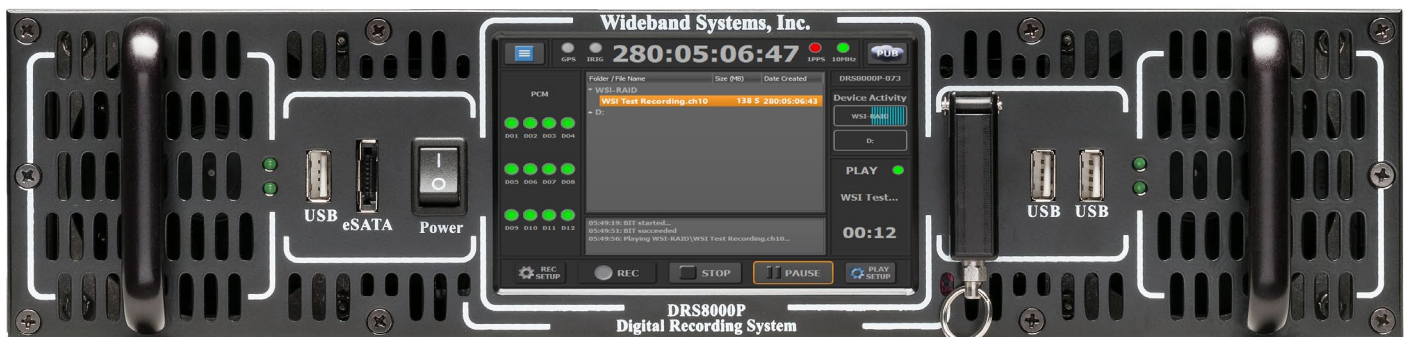 Wideband Systems, Inc.
GPS
IRIG
280:05:06:47
1PPS
10MHz
PUB
PCM
D01 D02 D03 D04
D05 D06 D07 D08
D09 D10 D11 D12
Folder / File Name Size (MB) Date Created
WSI-RAID
WSI Test Recording.ch10 138 S 280:05:06:43
D:
05:49:19: BIT started...
05:49:51: BIT succeeded
05:49:56: Playing WSI-RAID\WSI Test Recording.ch10...
DRS8000P-073
Device Activity
WSI-RAID
D:
PLAY
WSI Test...
00:12
REC
SETUP
REC
STOP
PAUSE
PLAY
SETUP
USB
eSATA
I
O
Power
USB
USB
DRS8000P
Digital Recording System